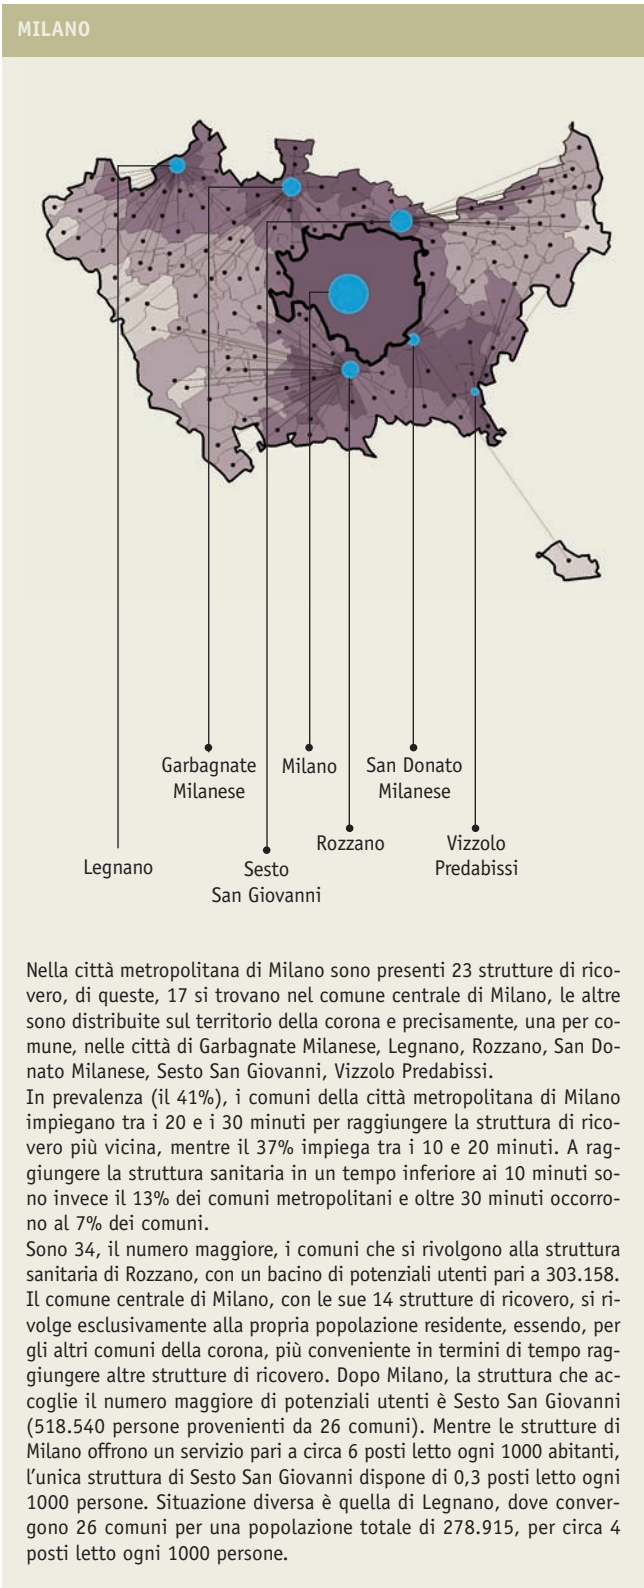 MILANO
Garbagnate
Milanese
Milano
San Donato
Milanese
Rozzano
Vizzolo
Predabissi
Legnano
Sesto
San Giovanni
Nella città metropolitana di Milano sono presenti 23 strutture di rico-
vero, di queste, 17 si trovano nel comune centrale di Milano, le altre
sono distribuite sul territorio della corona e precisamente, una per co-
mune, nelle città di Garbagnate Milanese, Legnano, Rozzano, San Do-
nato Milanese, Sesto San Giovanni, Vizzolo Predabissi.
In prevalenza (il 41%), i comuni della città metropolitana di Milano
impiegano tra i 20 e i 30 minuti per raggiungere la struttura di rico-
vero più vicina, mentre il 37% impiega tra i 10 e 20 minuti. A rag-
giungere la struttura sanitaria in un tempo inferiore ai 10 minuti so-
no invece il 13% dei comuni metropolitani e oltre 30 minuti occorro-
no al 7% dei comuni.
Sono 34, il numero maggiore, i comuni che si rivolgono alla struttura
sanitaria di Rozzano, con un bacino di potenziali utenti pari a 303.158.
Il comune centrale di Milano, con le sue 14 strutture di ricovero, si ri-
volge esclusivamente alla propria popolazione residente, essendo, per
gli altri comuni della corona, più conveniente in termini di tempo rag-
giungere altre strutture di ricovero. Dopo Milano, la struttura che ac-
coglie il numero maggiore di potenziali utenti è Sesto San Giovanni
(518.540 persone provenienti da 26 comuni). Mentre le strutture di
Milano offrono un servizio pari a circa 6 posti letto ogni 1000 abitanti,
l'unica struttura di Sesto San Giovanni dispone di 0,3 posti letto ogni
1000 persone. Situazione diversa è quella di Legnano, dove conver-
gono 26 comuni per una popolazione totale di 278.915, per circa 4
posti letto ogni 1000 persone.